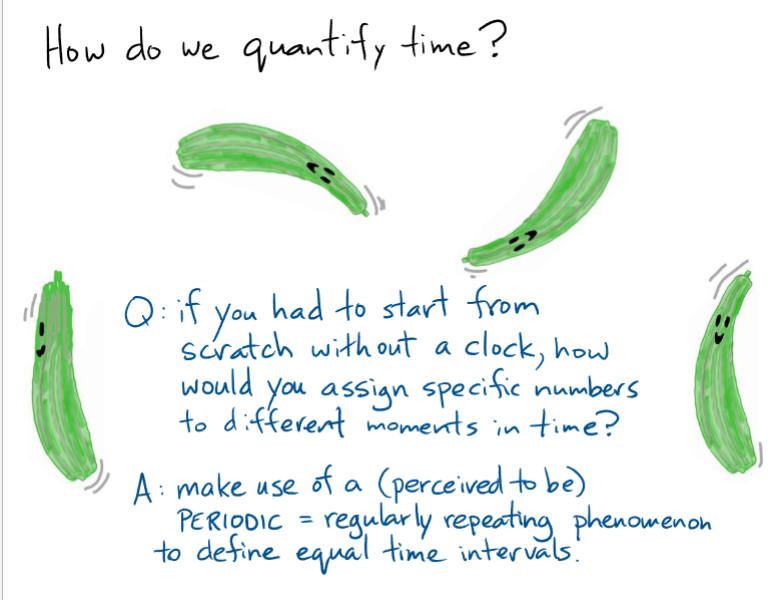 How do we quantify time?
Q: if you had to start from
scratch without a clock, how
would you assign specific numbers
to different moments in time?
A: make use of a (perceived to be)
PERIODIC = regularly repeating phenomenon
to define equal time intervals.